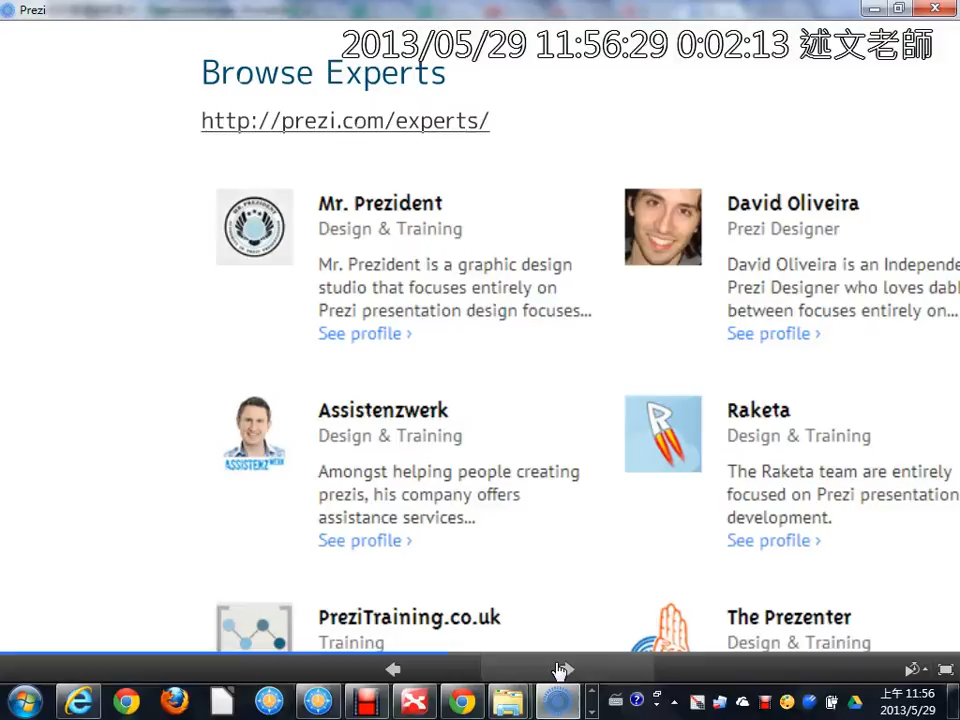 Prezi
2013/05/29 11:56:29 0:02:13 述文老師
Browse Experts
http://prezi.com/experts/
Mr. Prezident
Design & Training
Mr. Prezident is a graphic design
studio that focuses entirely on
Prezi presentation design focuses...
See profile ›
David Oliveira
Prezi Designer
David Oliveira is an Independe
Prezi Designer who loves dabl
between focuses entirely on...
See profile ›
Assistenzwerk
Design & Training
Amongst helping people creating
prezis, his company offers
assistance services...
See profile ›
ASSISTENZWERK
Raketa
Design & Training
The Raketa team are entirely
focused on Prezi presentation
development.
See profile ›
PreziTraining.co.uk
Training
The Prezenter
Design & Training
上午 11:56
2013/5/29